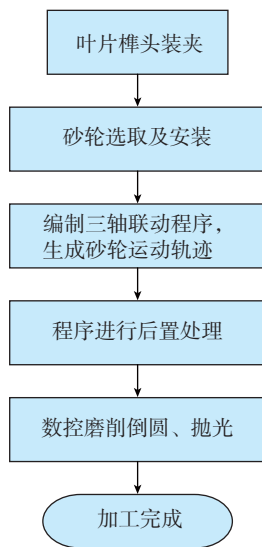 叶片榫头装夹
砂轮选取及安装
编制三轴联动程序，
生成砂轮运动轨迹
程序进行后置处理
数控磨削倒圆、抛光
加工完成